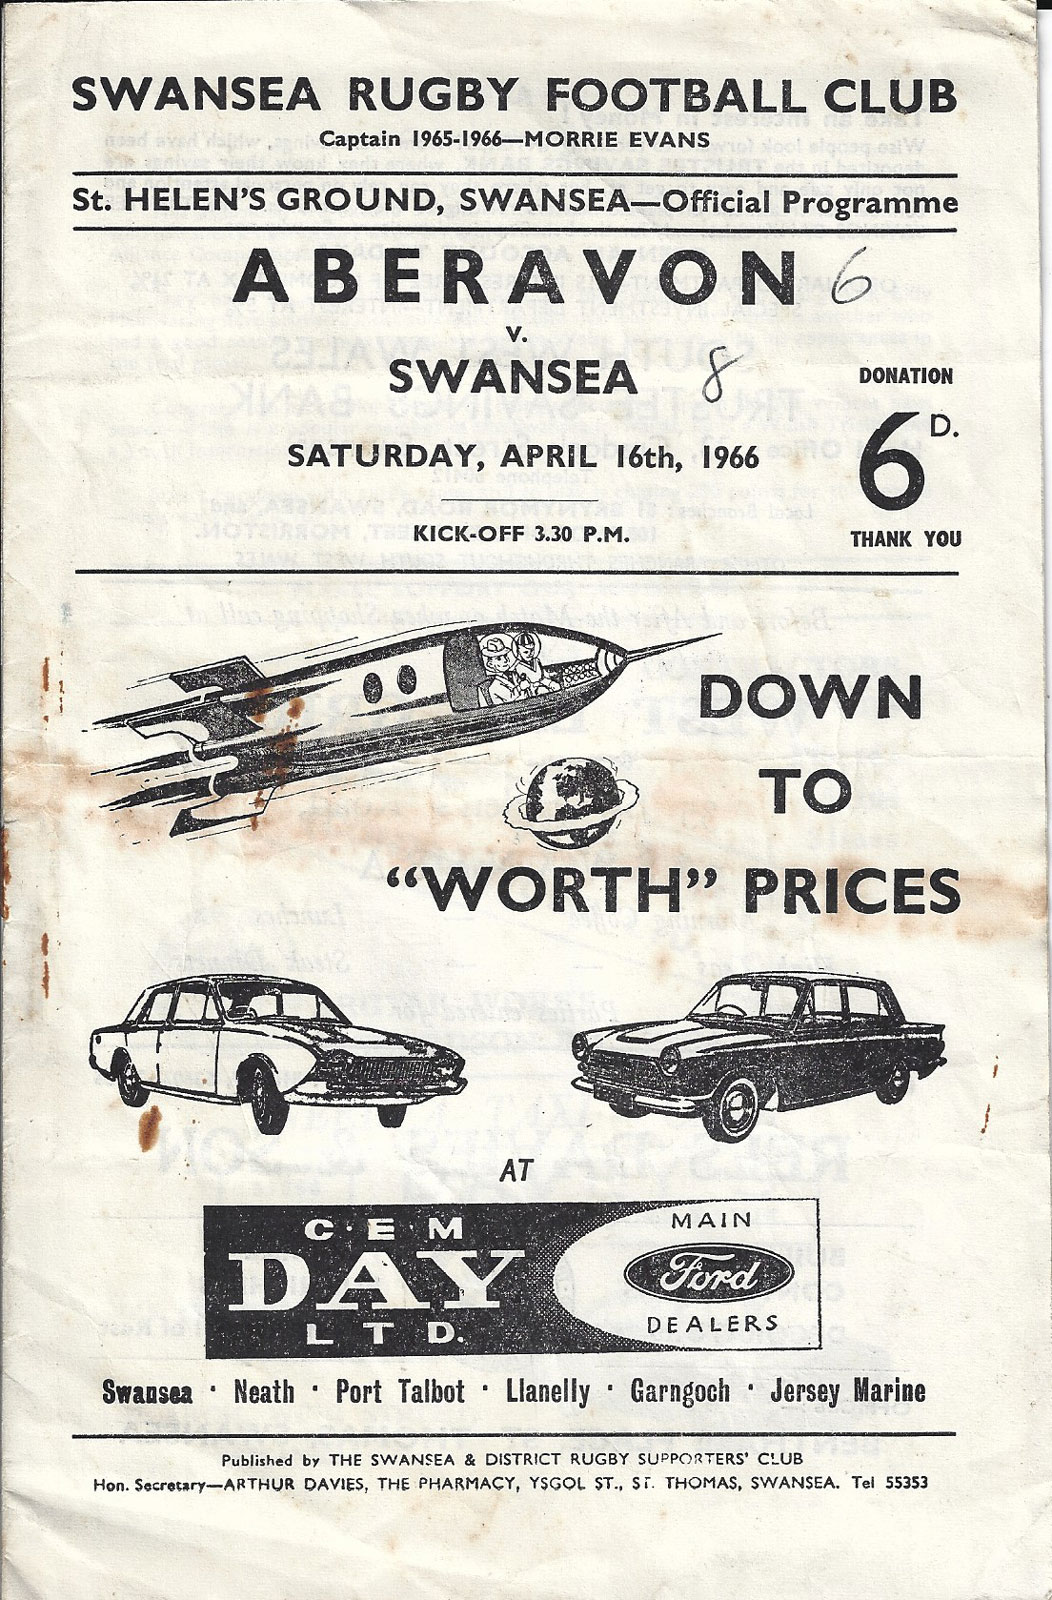 SWANSEA RUGBY FOOTBALL CLUB
Captain 1965-1966—MORRIE EVANS
St. HELEN'S GROUND, SWANSEA—Official Programme
ABERAVON 6
v.
SWANSEA 8
SATURDAY, APRIL 16th, 1966
KICK-OFF 3.30 P.M.
DONATION
6D.
THANK YOU
DOWN
TO
“WORTH” PRICES
AT
C·E M
DAY
LTD.
MAIN
Ford
DEALERS
Swansea · Neath · Port Talbot · Llanelly · Garngoch · Jersey Marine
Published by THE SWANSEA & DISTRICT RUGBY SUPPORTERS' CLUB
Hon. Secretary—ARTHUR DAVIES, THE PHARMACY, YSGOL ST., ST. THOMAS, SWANSEA. Tel 55353